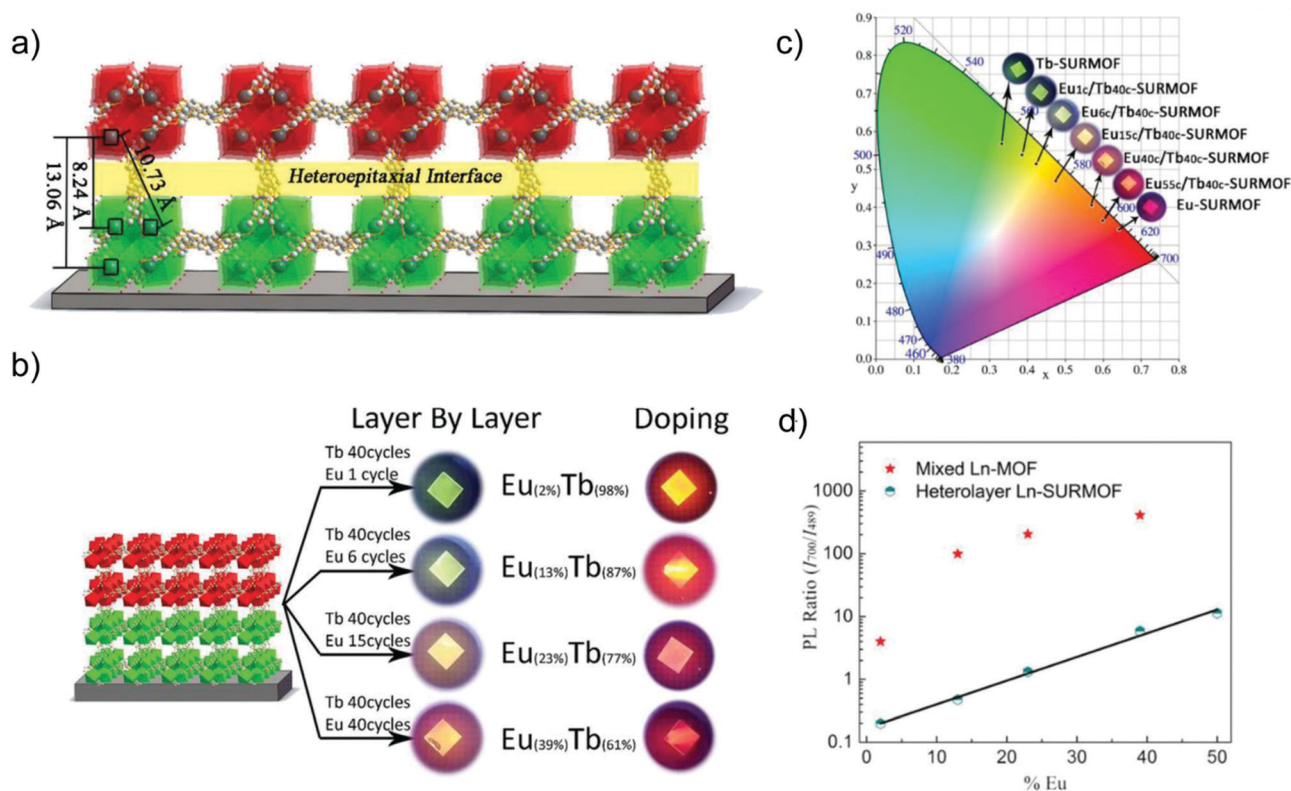 a)
13.06 Å
8.24 Å
10.73 Å
Heteroepitaxial Interface
b)
Layer By Layer
Doping
Tb 40cycles
Eu 1 cycle
Eu(2%)Tb(98%)
Tb 40cycles
Eu 6 cycles
Eu(13%)Tb(87%)
Tb 40cycles
Eu 15cycles
Eu(23%)Tb(77%)
Tb 40cycles
Eu 40cycles
Eu(39%)Tb(61%)
c)
0.9
0.8
0.7
0.6
0.5
y
0.4
0.3
0.2
0.1
0.0
0.0 0.1 0.2 0.3 0.4 0.5 0.6 0.7 0.8
x
520
540
560
580
600
620
700
500
490
480
470
460
380
Tb-SURMOF
Eu1c/Tb40c-SURMOF
Eu6c/Tb40c-SURMOF
Eu15c/Tb40c-SURMOF
Eu40c/Tb40c-SURMOF
Eu55c/Tb40c-SURMOF
Eu-SURMOF
d)
PL Ratio (I700/I489)
1000
100
10
1
0.1
Mixed Ln-MOF
Heterolayer Ln-SURMOF
0 10 20 30 40 50
% Eu